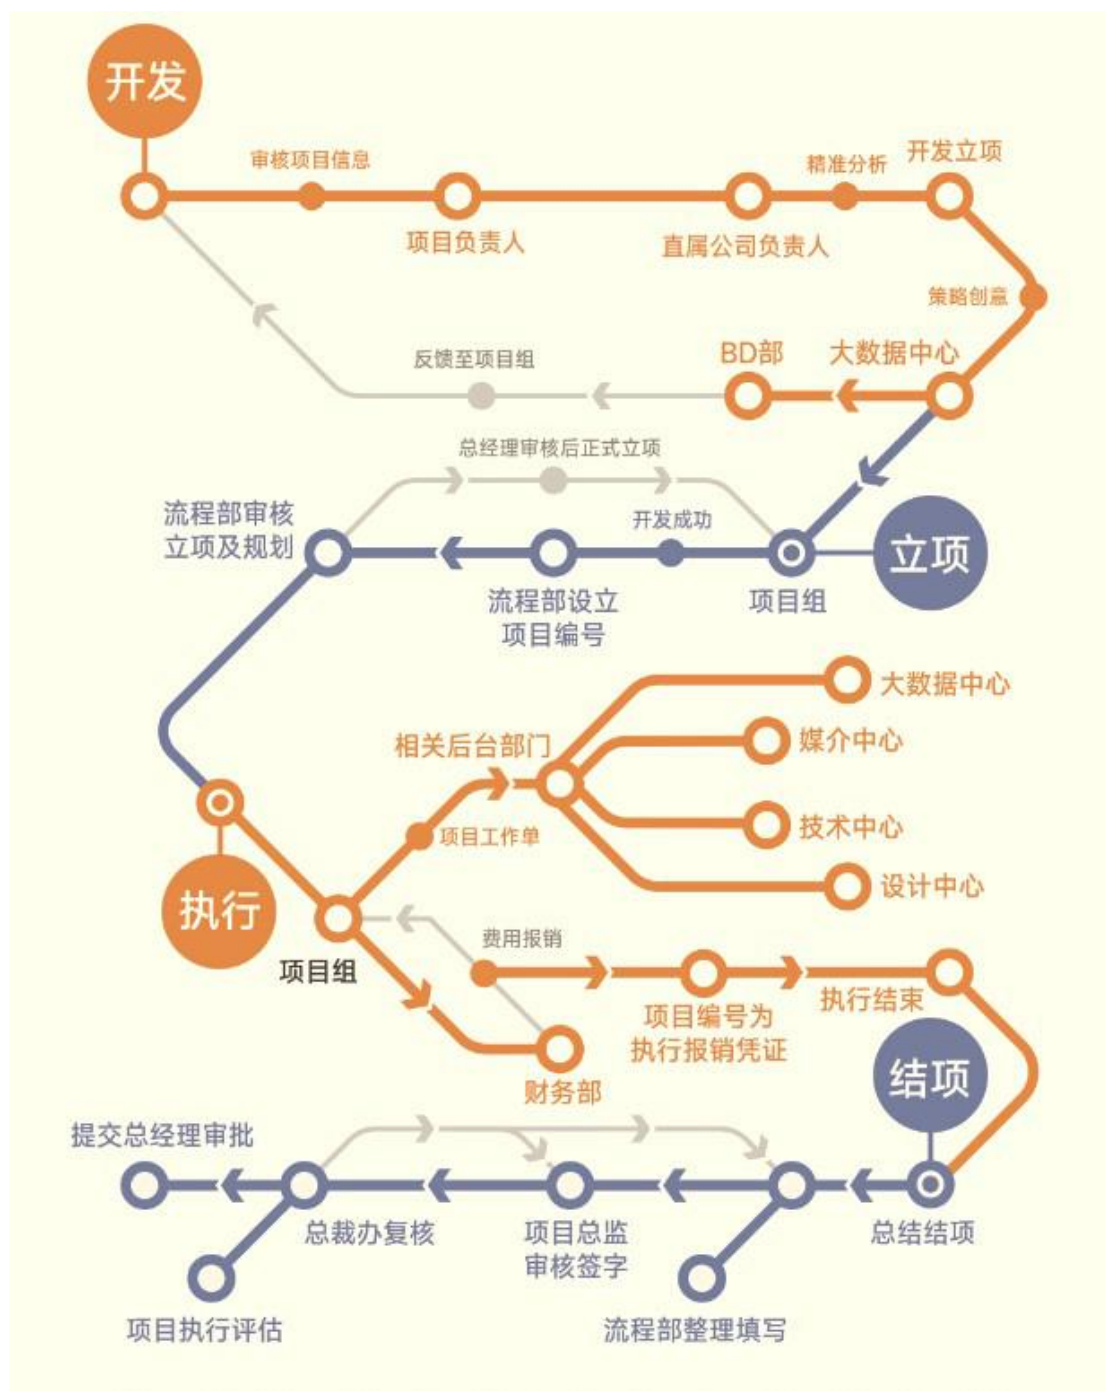 开发
审核项目信息
精准分析
开发立项
项目负责人
直属公司负责人
策略创意
反馈至项目组
BD部
大数据中心
总经理审核后正式立项
流程部审核
立项及规划
开发成功
立项
流程部设立
项目编号
项目组
大数据中心
相关后台部门
媒介中心
项目工作单
技术中心
设计中心
执行
费用报销
项目组
项目编号为
执行报销凭证
执行结束
结项
财务部
提交总经理审批
总裁办复核
项目总监
审核签字
总结结项
项目执行评估
流程部整理填写